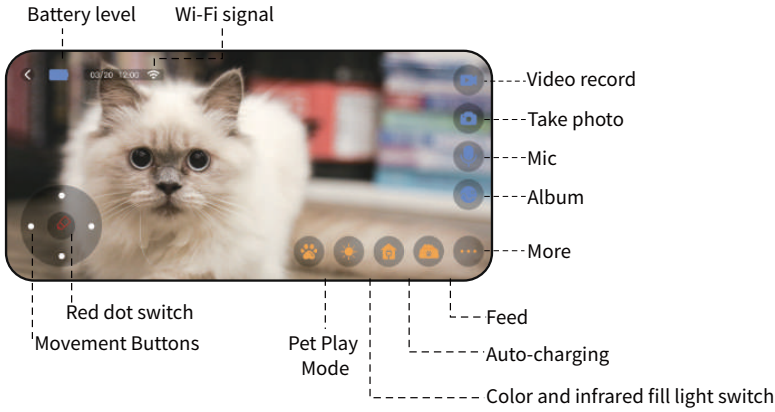 Battery level
Wi-Fi signal
03/20 12:00
Video record
Take photo
Mic
Album
More
Red dot switch
Movement Buttons
Pet Play
Mode
Feed
Auto-charging
Color and infrared fill light switch